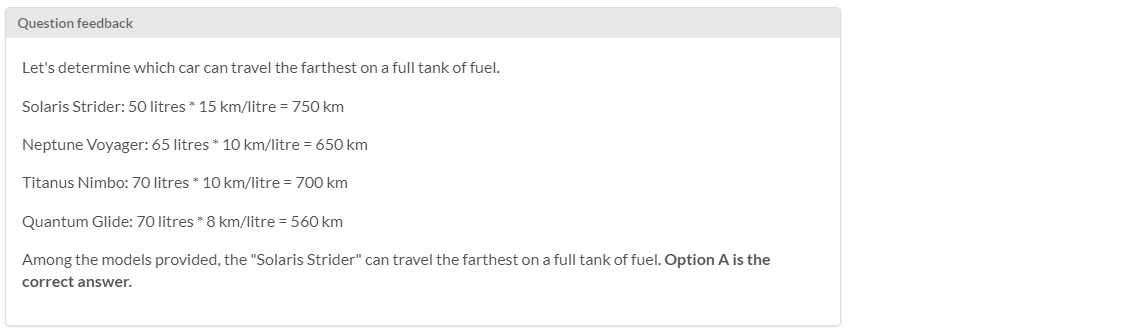 Question feedback
Let's determine which car can travel the farthest on a full tank of fuel.
Solaris Strider: 50 litres * 15 km/litre = 750 km
Neptune Voyager: 65 litres * 10 km/litre = 650 km
Titanus Nimbo: 70 litres * 10 km/litre = 700 km
Quantum Glide: 70 litres * 8 km/litre = 560 km
Among the models provided, the "Solaris Strider" can travel the farthest on a full tank of fuel. Option A is the
correct answer.